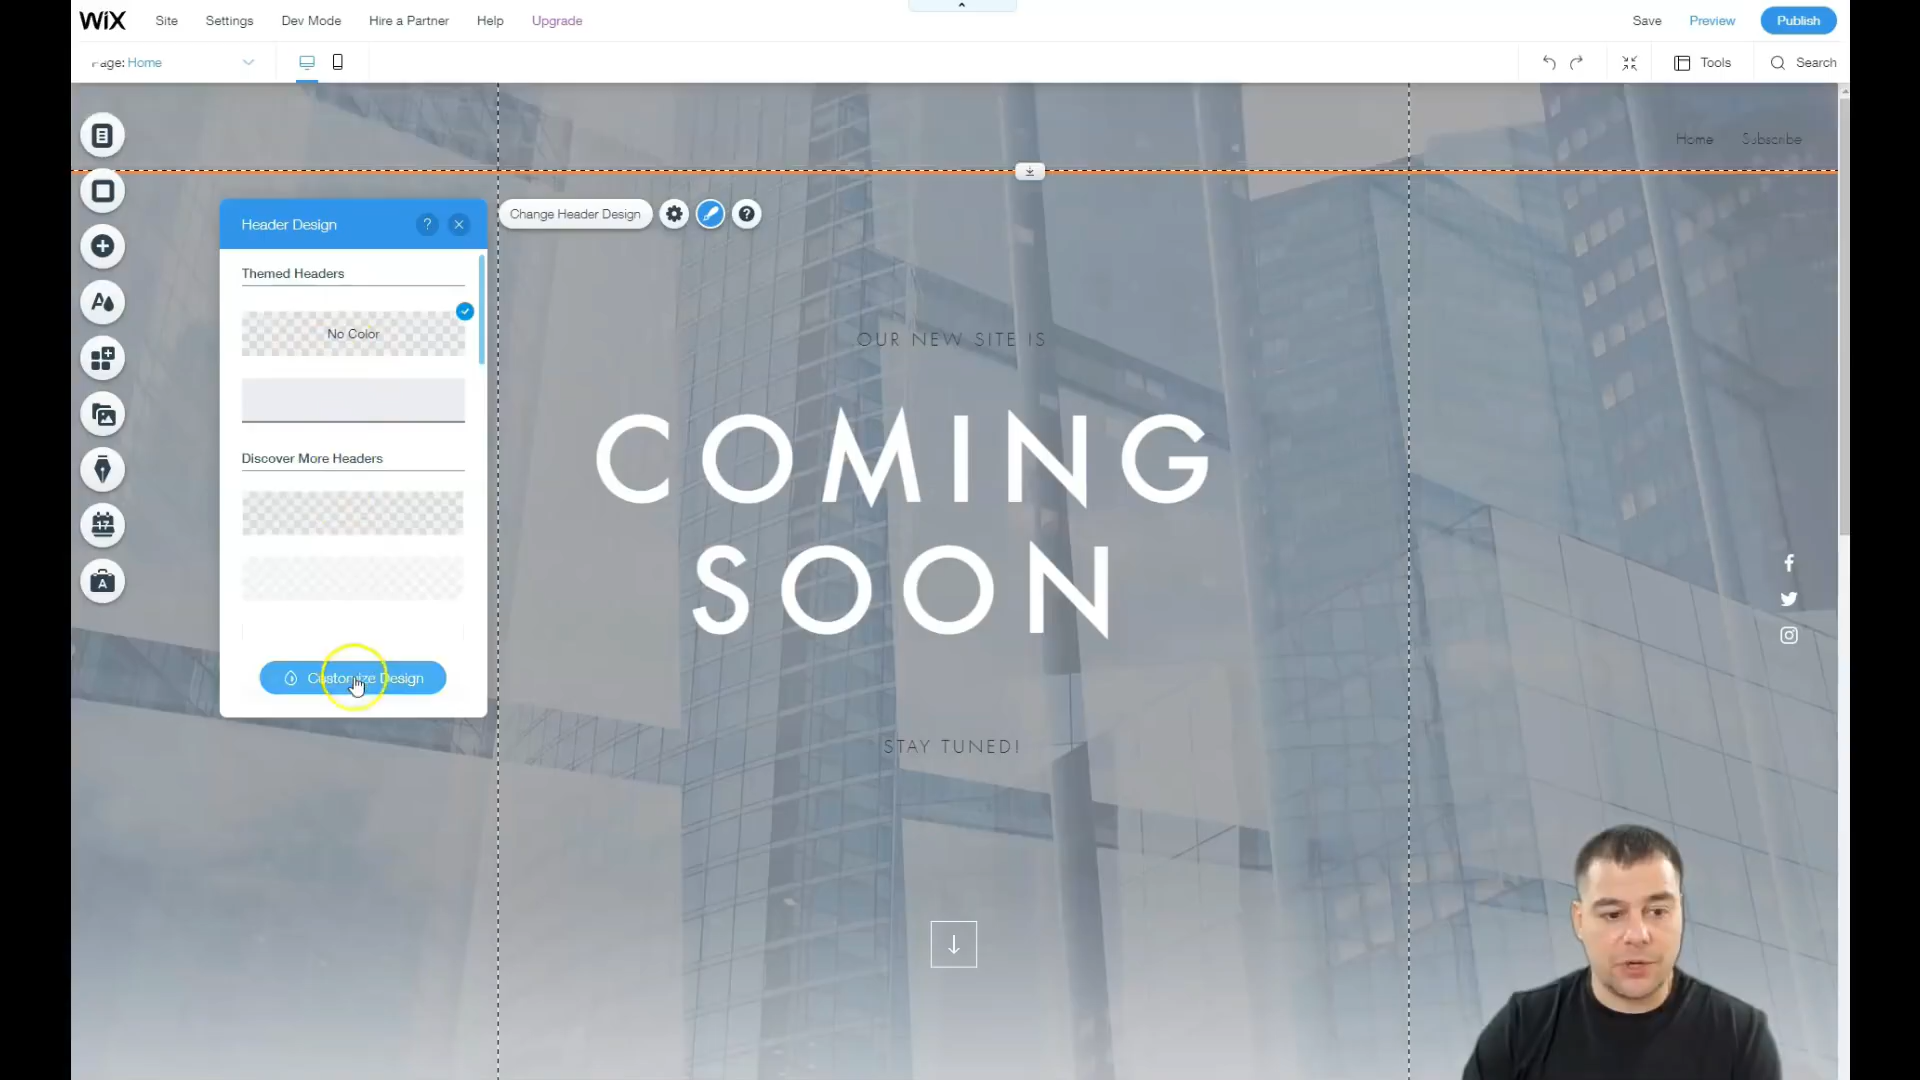 WiX Site Settings Dev Mode Hire a Partner Help Upgrade Save Preview Publish
Page: Home Tools Search
Home Subscribe
Header Design ?
Change Header Design ?
Themed Headers
No Color
OUR NEW SITE IS
COMING
SOON
Discover More Headers
17
A
Customize Design
STAY TUNED!